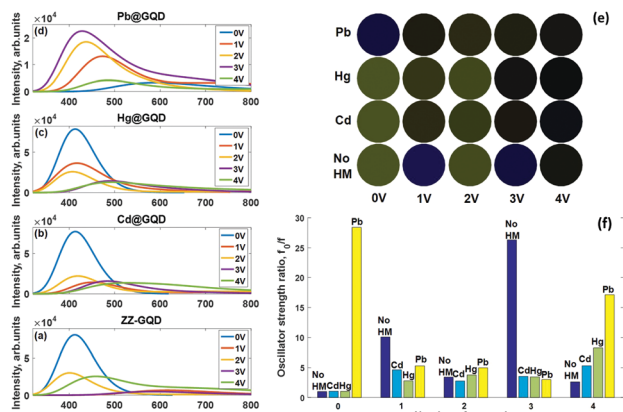 Pb@GQD
×10⁴
(d)
0V
1V
2V
3V
4V
2
1
0
400 500 600 700 800
Intensity, arb.units
Hg@GQD
×10⁴
(c)
0V
1V
2V
3V
4V
5
0
400 500 600 700 800
Intensity, arb.units
Cd@GQD
×10⁴
(b)
0V
1V
2V
3V
4V
5
0
400 500 600 700 800
Intensity, arb.units
ZZ-GQD
×10⁴
(a)
0V
1V
2V
3V
4V
5
0
400 500 600 700 800
Intensity, arb.units
(e)
Pb
Hg
Cd
No HM
0V 1V 2V 3V 4V
(f)
Oscillator strength ratio, f₀/f
30
25
20
15
10
5
0
No HM Cd Hg Pb
No HM Cd Hg Pb
No HM Cd Hg Pb
No HM Cd Hg Pb
No HM Cd Hg Pb
0 1 2 3 4